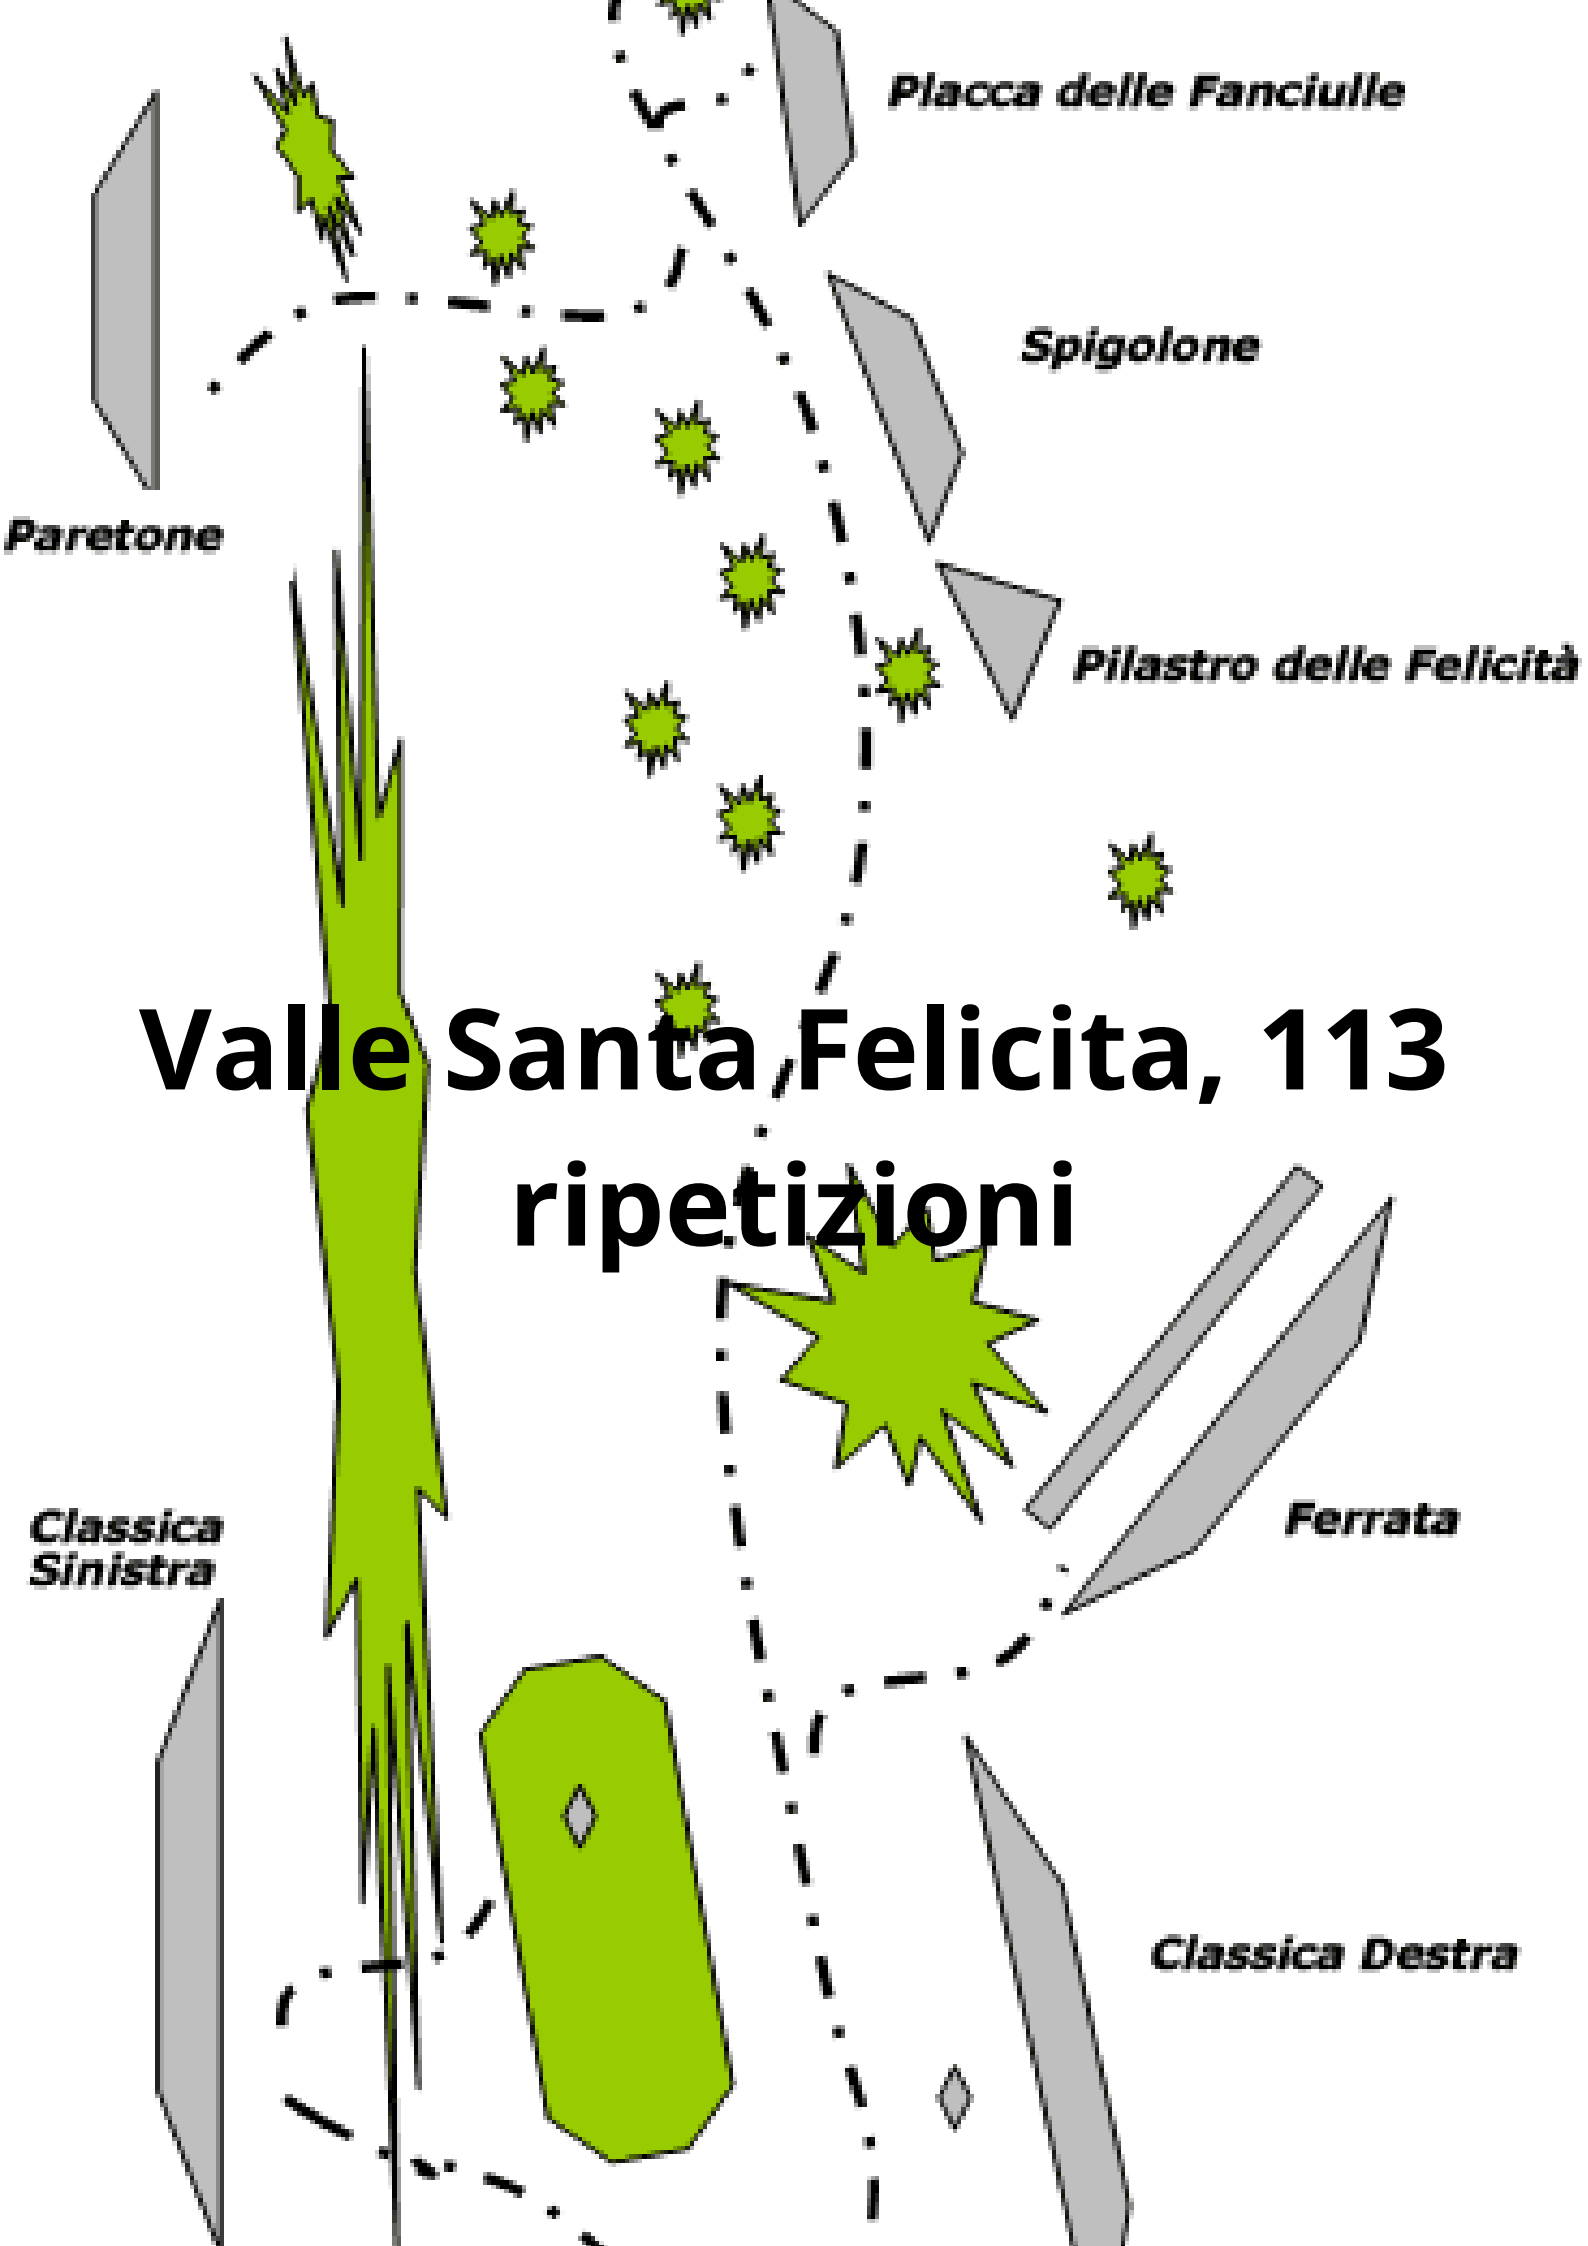 Placca delle Fanciulle
Spigolone
Paretone
Pilastro delle Felicità
Valle Santa Felicita, 113
ripetizioni
Classica
Sinistra
Ferrata
Classica Destra